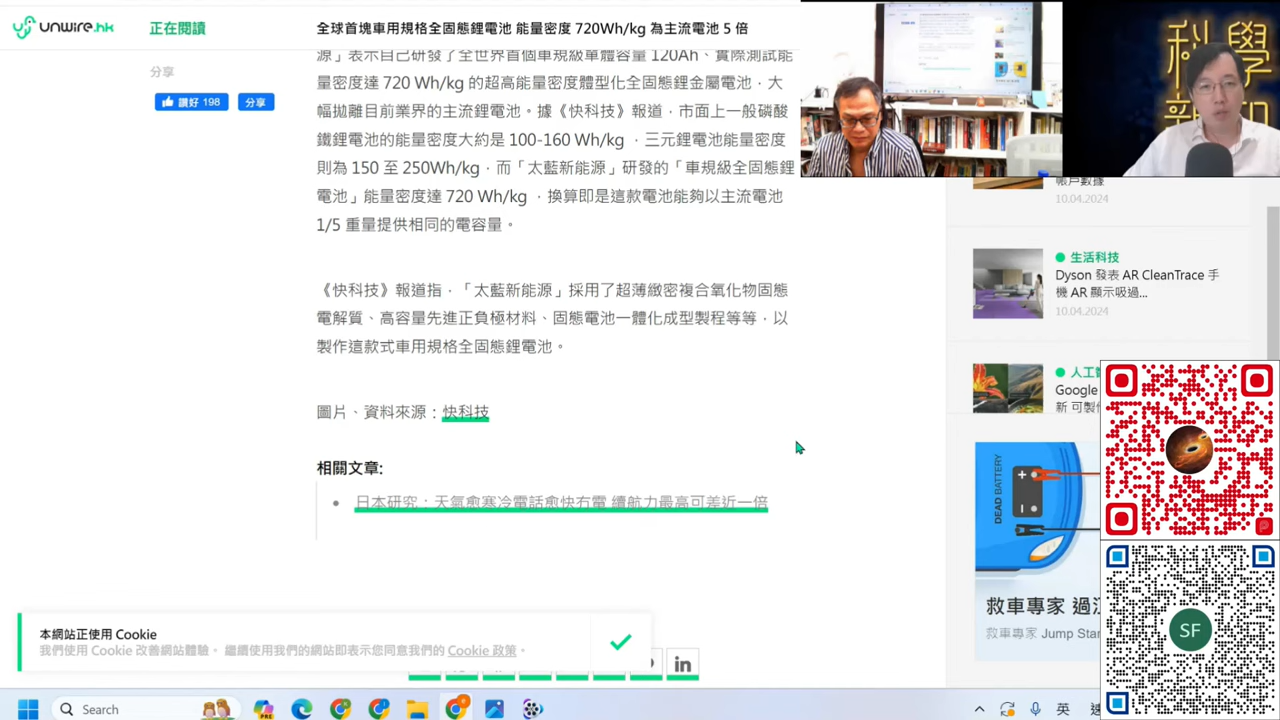 unwire.hk
正在閱讀
全球首塊車用規格全固態鋰電池 能量密度 720Wh/kg 為主流電池 5 倍
分享
讚好 198
分享
源」表示自己研發了全世界首個車規級單體容量 120Ah、實際測試能
量密度達 720 Wh/kg 的超高能量密度體型化全固態鋰金屬電池，大
幅拋離目前業界的主流鋰電池。據《快科技》報道，市面上一般磷酸
鐵鋰電池的能量密度大約是 100-160 Wh/kg ，三元鋰電池能量密度
則為 150 至 250Wh/kg，而「太藍新能源」研發的「車規級全固態鋰
電池」能量密度達 720 Wh/kg ，換算即是這款電池能夠以主流電池
1/5 重量提供相同的電容量。
《快科技》報道指，「太藍新能源」採用了超薄緻密複合氧化物固態
電解質、高容量先進正負極材料、固態電池一體化成型製程等等，以
製作這款式車用規格全固態鋰電池。
圖片、資料來源：快科技
相關文章:
日本研究：天氣愈寒冷電話愈快冇電 續航力最高可差近一倍
本網站正使用 Cookie
我們使用 Cookie 改善網站體驗。 繼續使用我們的網站即表示您同意我們的 Cookie 政策
科學
新知
帳戶數據
10.04.2024
生活科技
Dyson 發表 AR CleanTrace 手
機 AR 顯示吸過...
10.04.2024
人工
Google
新 可製
DEAD BATTERY
救車專家
救車專家 Jump Star
SF
in
Search
英